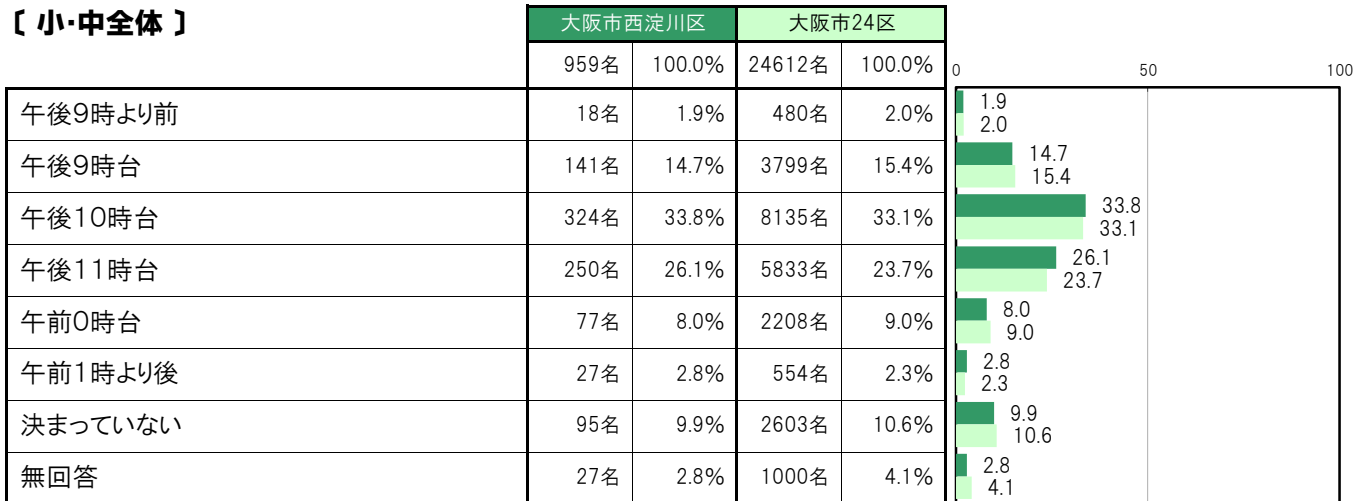 〔 小・中全体 〕
大阪市西淀川区 大阪市24区
959名 100.0% 24612名 100.0%
0 50 100
午後9時より前 18名 1.9% 480名 2.0% 1.9
2.0
午後9時台 141名 14.7% 3799名 15.4% 14.7
15.4
午後10時台 324名 33.8% 8135名 33.1% 33.8
33.1
午後11時台 250名 26.1% 5833名 23.7% 26.1
23.7
午前0時台 77名 8.0% 2208名 9.0% 8.0
9.0
午前1時より後 27名 2.8% 554名 2.3% 2.8
2.3
決まっていない 95名 9.9% 2603名 10.6% 9.9
10.6
無回答 27名 2.8% 1000名 4.1% 2.8
4.1